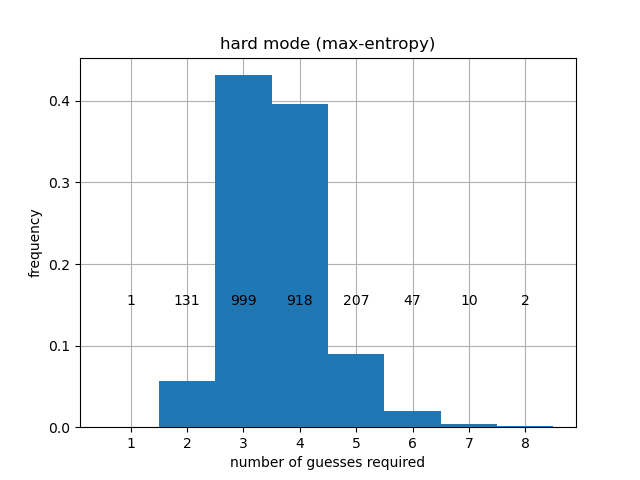 hard mode (max-entropy)
frequency
0.4
0.3
0.2
0.1
0.0
1 131 999 918 207 47 10 2
1 2 3 4 5 6 7 8
number of guesses required